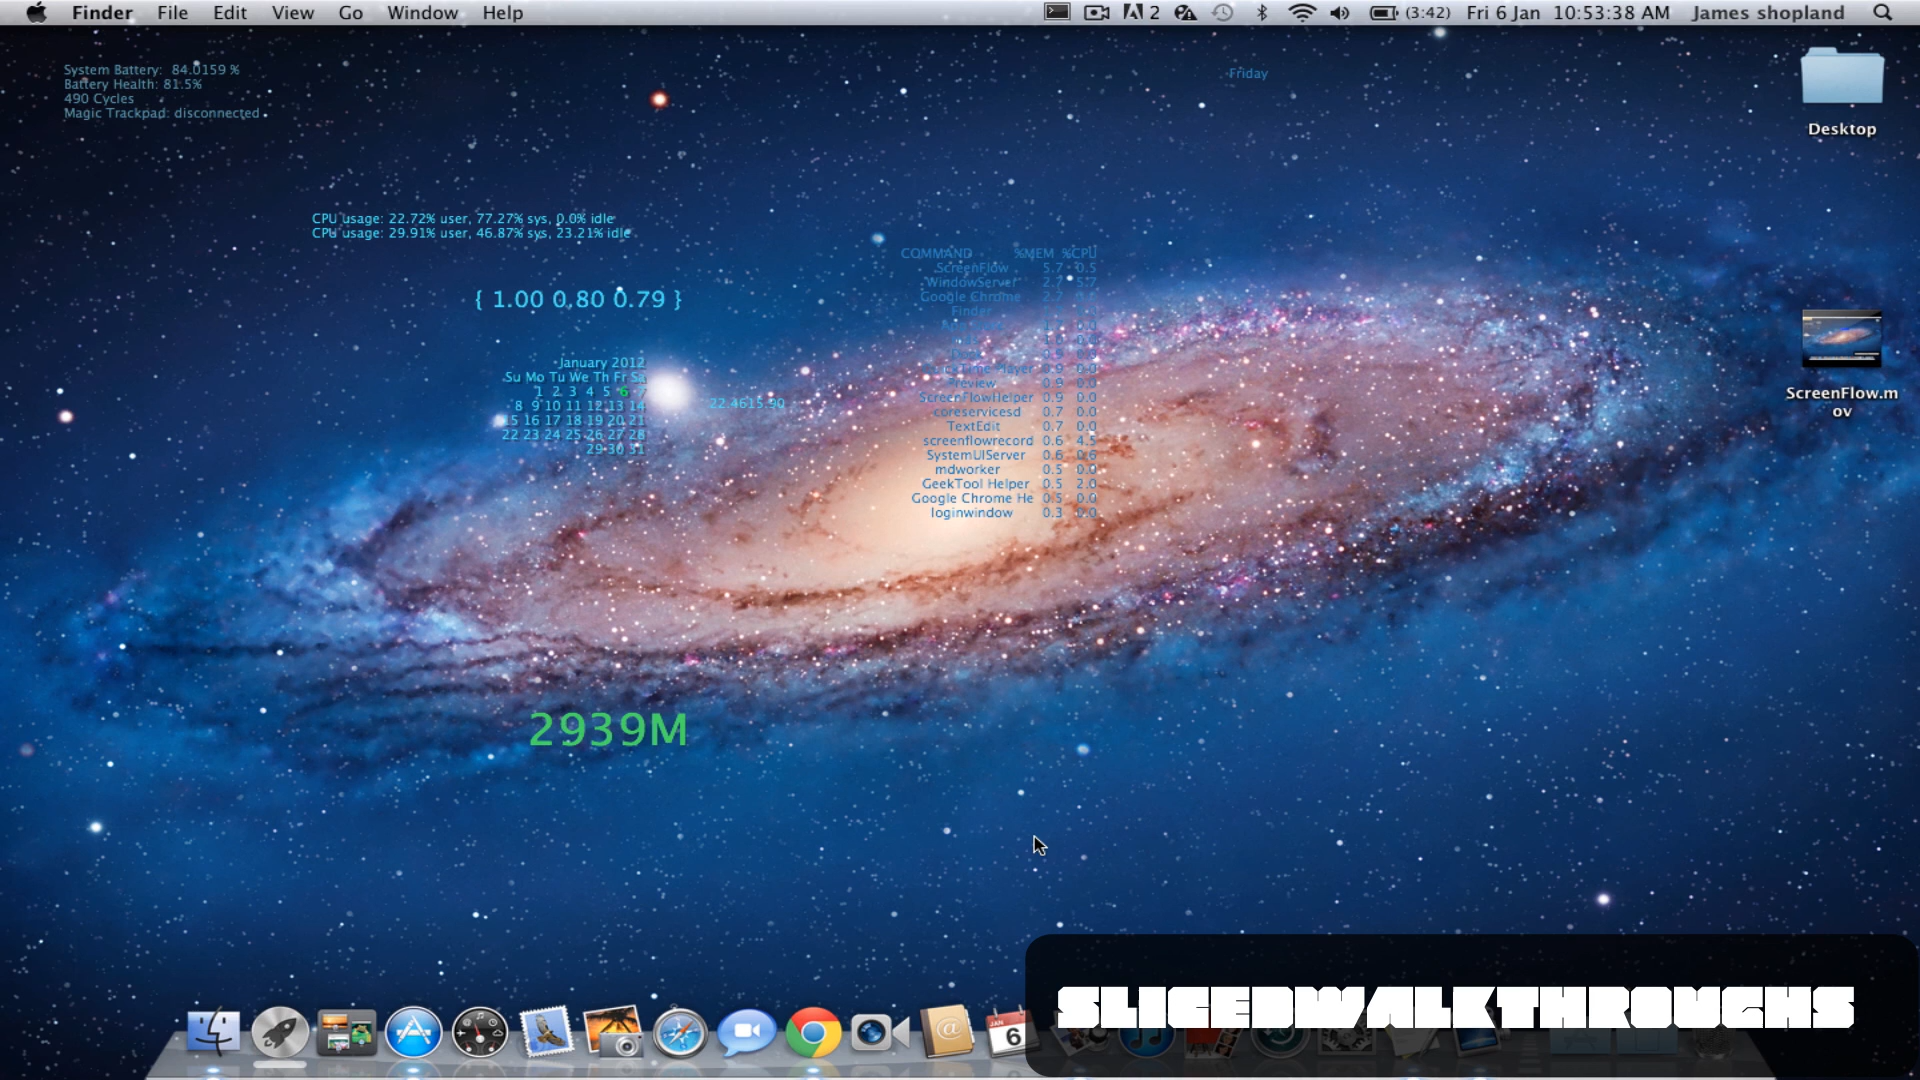 Finder File Edit View Go Window Help 2 (3:42) Fri 6 Jan 10:53:38 AM James shopland
System Battery: 84.0159 %
Battery Health: 81.5%
490 Cycles
Magic Trackpad: disconnected
Friday
Desktop
CPU usage: 22.72% user, 77.27% sys, 0.0% idle
CPU usage: 29.91% user, 46.87% sys, 23.21% idle
{ 1.00 0.80 0.79 }
January 2012
Su Mo Tu We Th Fr Sa
1 2 3 4 5 6 7
8 9 10 11 12 13 14
15 16 17 18 19 20 21
22 23 24 25 26 27 28
29 30 31
22.4615.90
COMMAND %MEM %CPU
ScreenFlow 5.7 0.5
WindowServer 2.7 5.7
Google Chrome 2.7
Finder
Player 0.9 0.0
Preview 0.9 0.0
ScreenFlowHelper 0.9 0.0
coreservicesd 0.7 0.0
TextEdit 0.7 0.0
screenflowrecord 0.6 4.5
SystemUIServer 0.6 0.6
mdworker 0.5 0.0
GeekTool Helper 0.5 2.0
Google Chrome He 0.5 0.0
loginwindow 0.3 0.0
ScreenFlow.m
ov
2939M
JAN
6
SLICEDWALKTHROUGHS